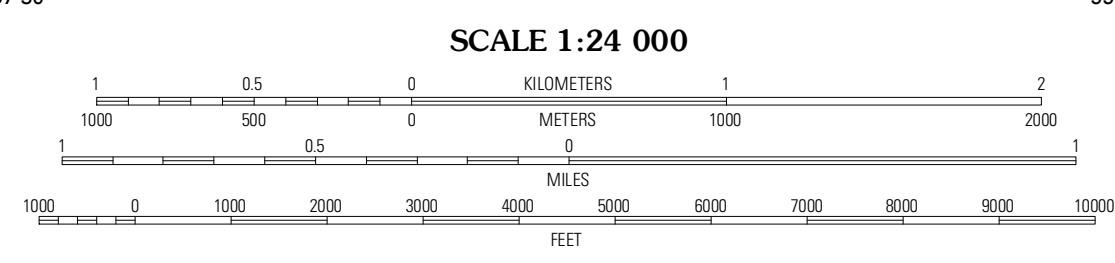 SCALE 1:24 000
1 0.5 0 KILOMETERS 1 2
1000 500 0 METERS 1000 2000
1 0.5 0 1
MILES
1000 0 1000 2000 3000 4000 5000 6000 7000 8000 9000 10000
FEET